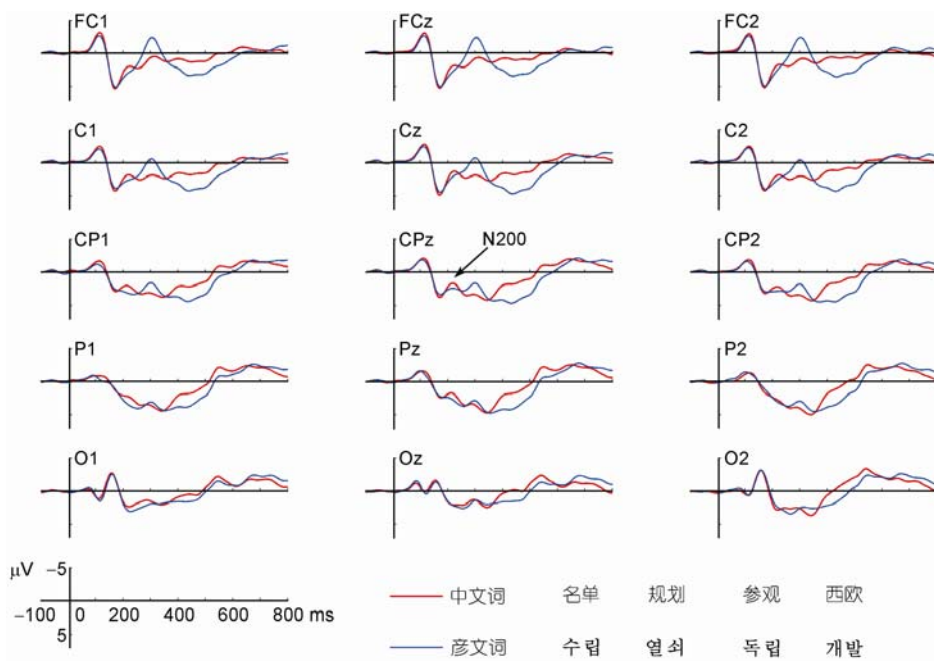 FC1 FCz FC2
C1 Cz C2
CP1 CPz N200 CP2
P1 Pz P2
O1 Oz O2
μV −5
−100 0 200 400 600 800 ms
5
中文词 名单 规划 参观 西欧
彦文词 수립 열쇠 독립 개발